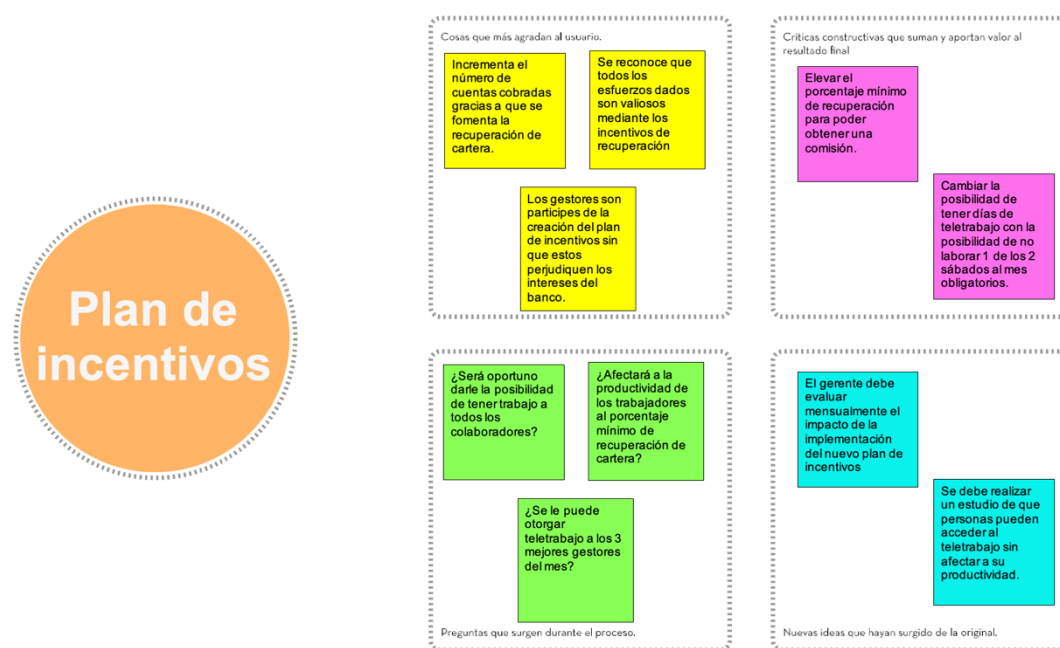 Plan de
incentivos
Cosas que más agradan al usuario.
Incrementa el
número de
cuentas cobradas
gracias a que se
fomenta la
recuperación de
cartera.
Se reconoce que
todos los
esfuerzos dados
son valiosos
mediante los
incentivos de
recuperación
Los gestores son
participes de la
creación del plan
de incentivos sin
que estos
perjudiquen los
intereses del
banco.
Críticas constructivas que suman y aportan valor al
resultado final
Elevar el
porcentaje mínimo
de recuperación
para poder
obtener una
comisión.
Cambiar la
posibilidad de
tener días de
teletrabajo con la
posibilidad de no
laborar 1 de los 2
sábados al mes
obligatorios.
¿Será oportuno
darle la posibilidad
de tener trabajo a
todos los
colaboradores?
¿Afectará a la
productividad de
los trabajadores
al porcentaje
mínimo de
recuperación de
cartera?
¿Se le puede
otorgar
teletrabajo a los 3
mejores gestores
del mes?
Preguntas que surgen durante el proceso.
El gerente debe
evaluar
mensualmente el
impacto de la
implementación
del nuevo plan de
incentivos
Se debe realizar
un estudio de que
personas pueden
acceder al
teletrabajo sin
afectar a su
productividad.
Nuevas ideas que hayan surgido de la original.